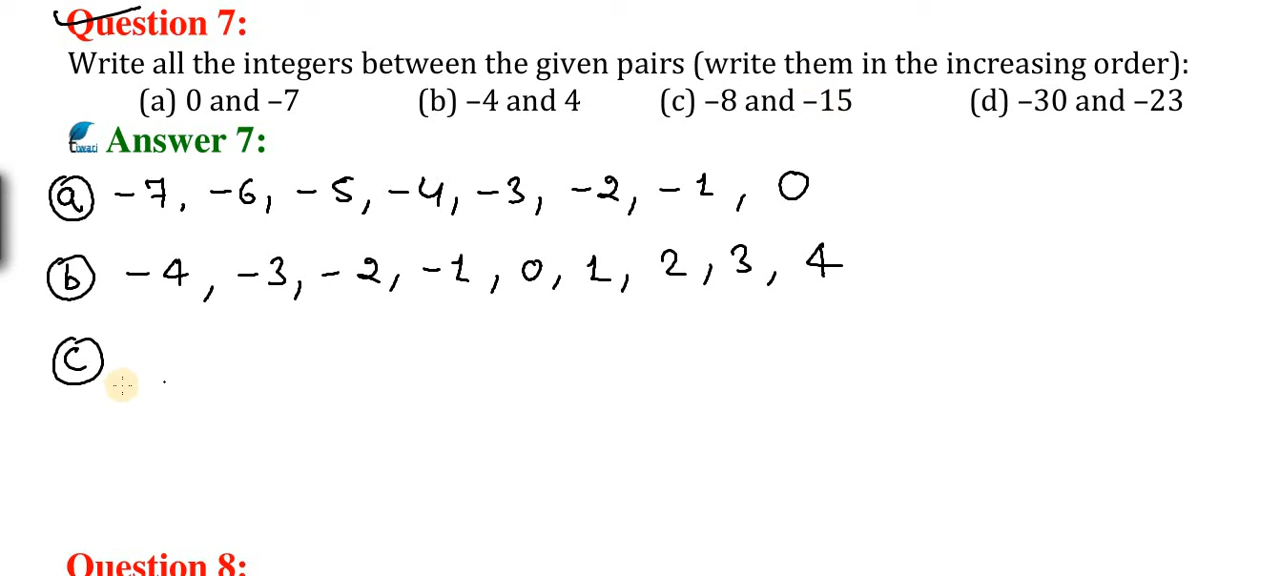 Question 7:
Write all the integers between the given pairs (write them in the increasing order):
(a) 0 and –7 (b) –4 and 4 (c) –8 and –15 (d) –30 and –23
Answer 7:
(a) -7, -6, -5, -4, -3, -2, -1, 0
(b) -4, -3, -2, -1, 0, 1, 2, 3, 4
(c)
Question 8: